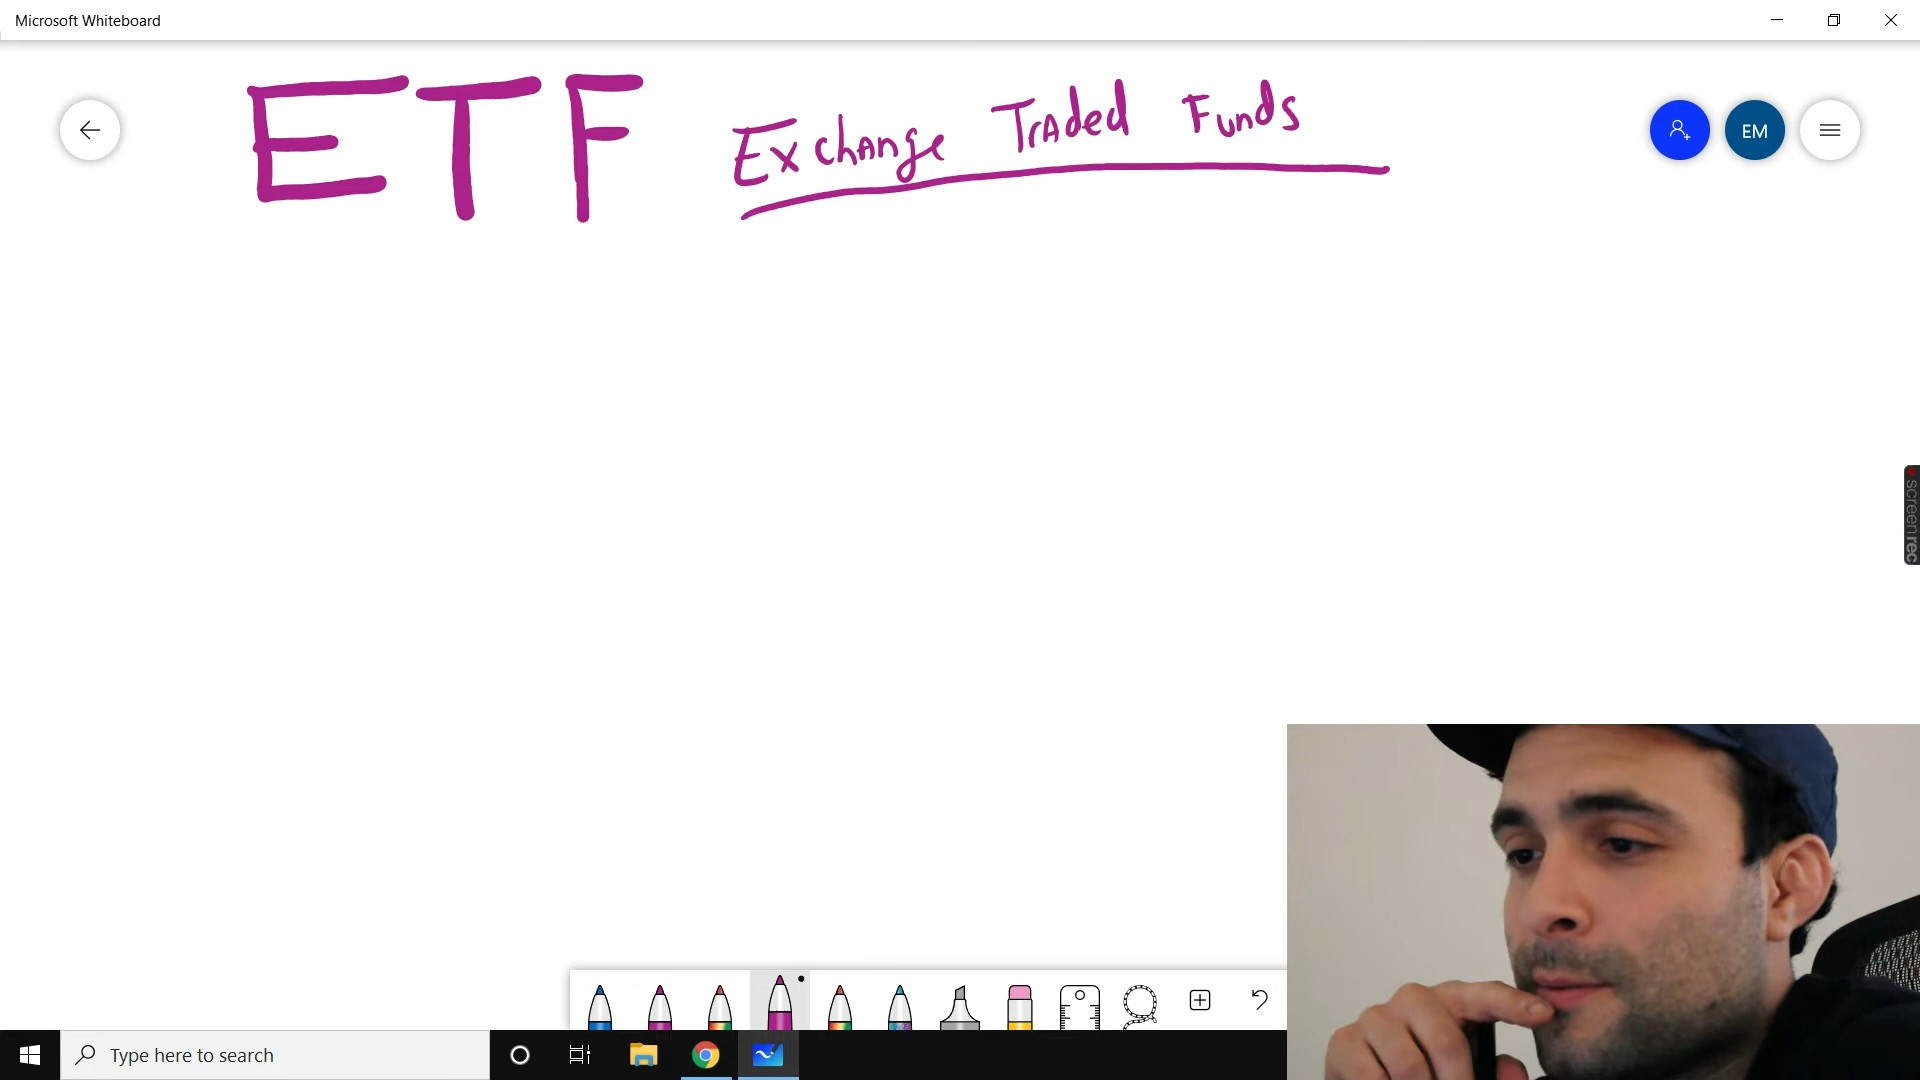 Microsoft Whiteboard
ETF Exchange Traded Funds
EM
screenrec
Type here to search